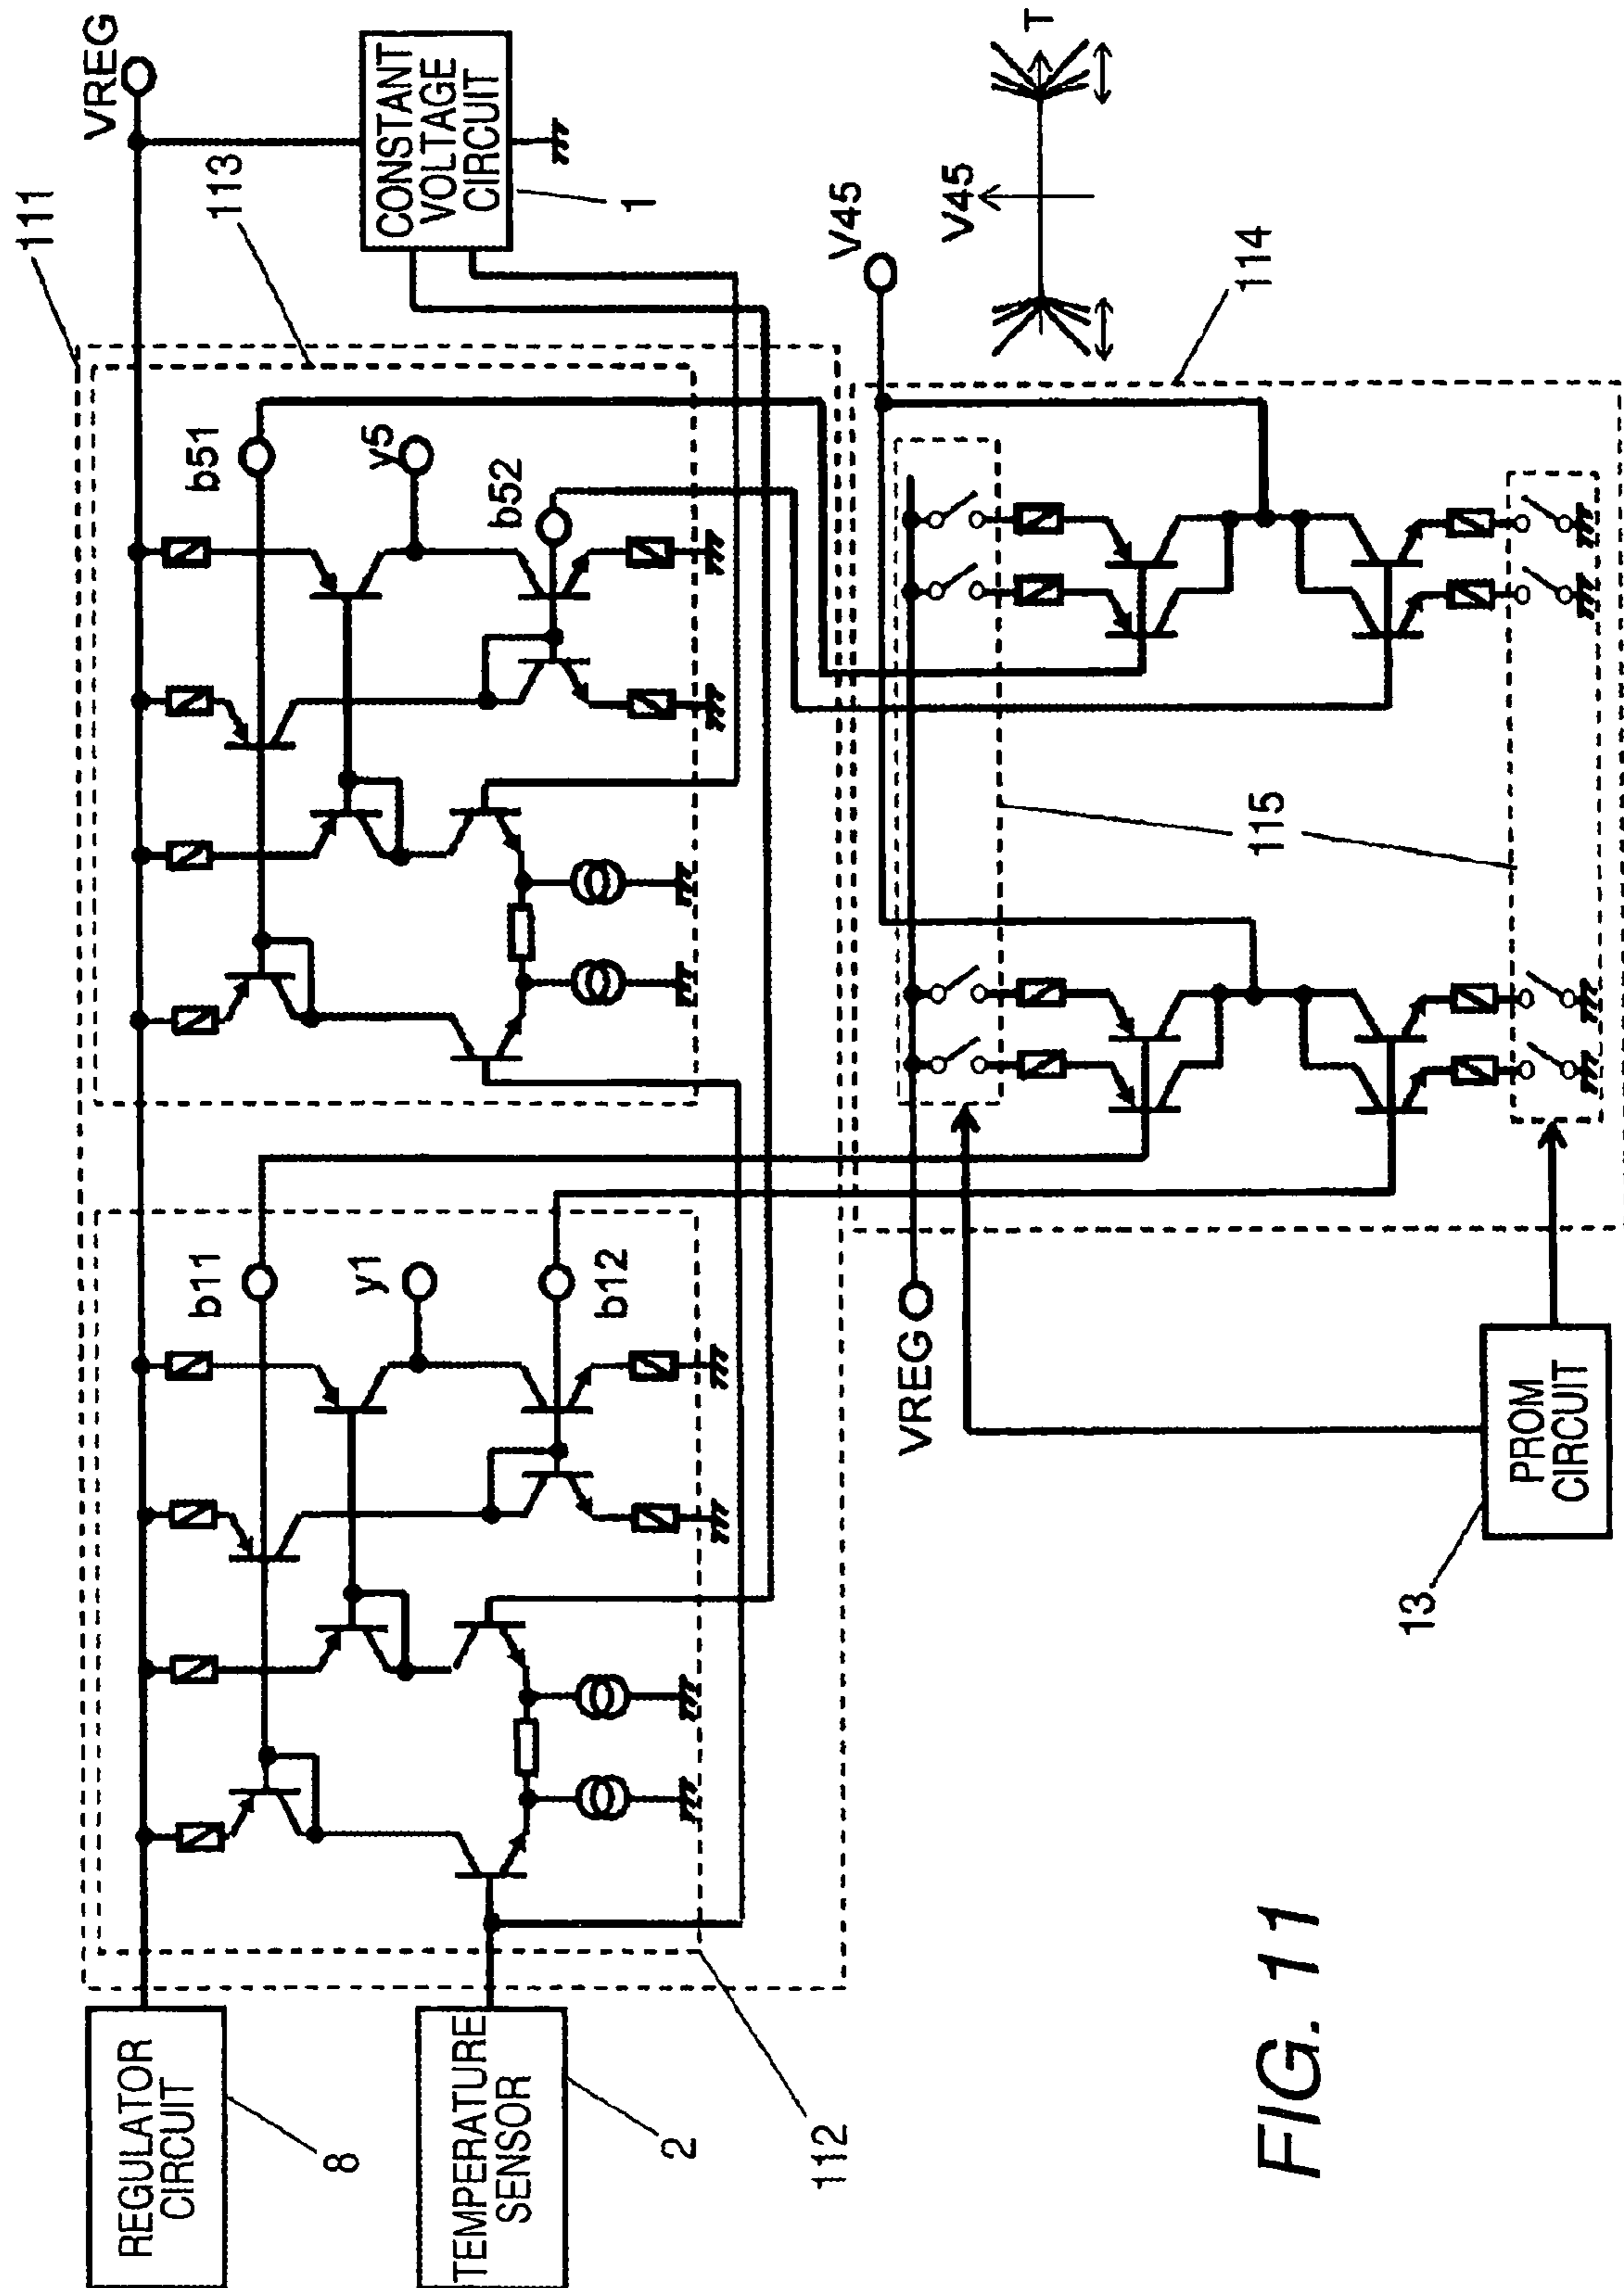 REGULATOR
CIRCUIT
8
TEMPERATURE
SENSOR
2
112
111
113
VREG
CONSTANT
VOLTAGE
CIRCUIT
1
b11
y1
b12
b51
y5
b52
VREG
V45
V45
T
114
115
PROM
CIRCUIT
13
FIG. 11